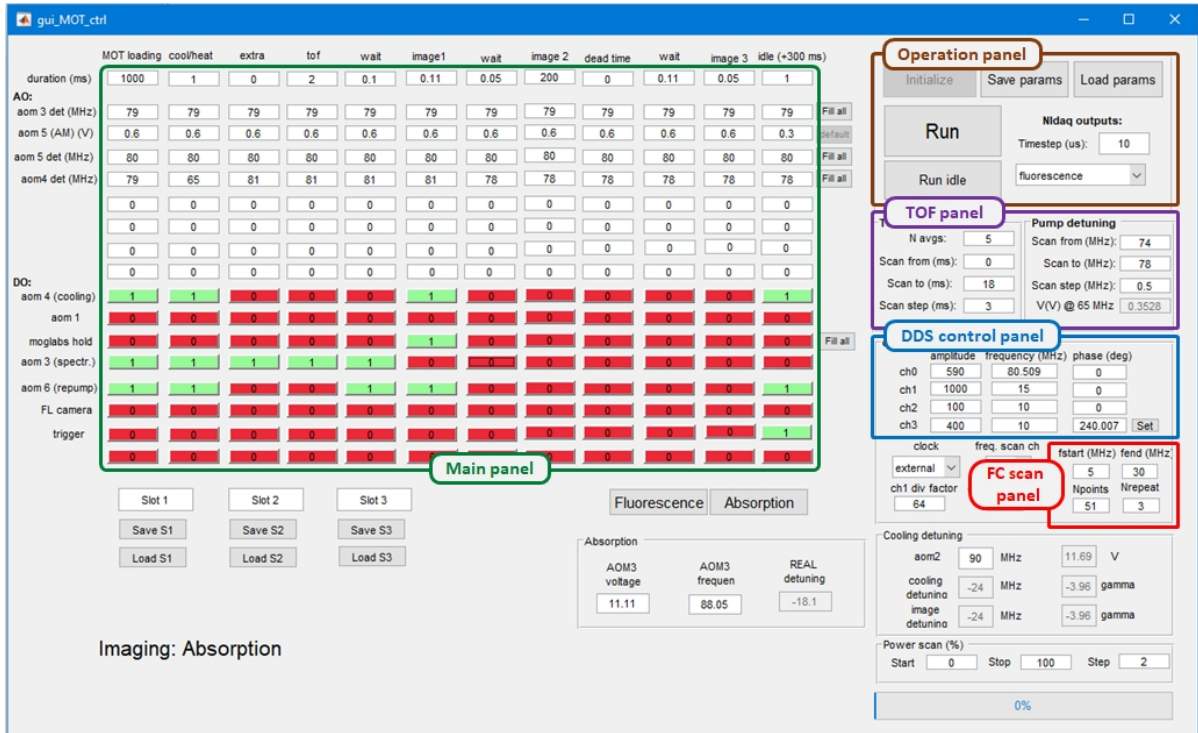 gui_MOT_ctrl
MOT loading cool/heat extra tof wait image1 wait image 2 dead time wait image 3 idle (+300 ms)
duration (ms) 1000 1 0 2 0.1 0.11 0.05 200 0 0.11 0.05 1
AO:
aom 3 det (MHz) 79 79 79 79 79 79 79 79 79 79 79 79 Fill all
aom 5 (AM) (V) 0.6 0.6 0.6 0.6 0.6 0.6 0.6 0.6 0.6 0.6 0.6 0.3 default
aom 5 det (MHz) 80 80 80 80 80 80 80 80 80 80 80 80 Fill all
aom4 det (MHz) 79 65 81 81 81 81 78 78 78 78 78 78 Fill all
0 0 0 0 0 0 0 0 0 0 0 0
0 0 0 0 0 0 0 0 0 0 0 0
0 0 0 0 0 0 0 0 0 0 0 0
0 0 0 0 0 0 0 0 0 0 0 0
DO:
aom 4 (cooling) 1 1 0 0 0 1 0 0 0 0 0 1
aom 1 0 0 0 0 0 0 0 0 0 0 0 0
moglabs hold 0 0 0 0 0 1 0 0 0 0 0 0 Fill all
aom 3 (spectr.) 1 1 1 1 1 0 0 0 0 0 0 0
aom 6 (repump) 1 1 0 0 1 1 0 0 0 0 0 1
FL camera 0 0 0 0 0 0 0 0 0 0 0 0
trigger 0 0 0 0 0 0 0 0 0 0 0 1
0 0 0 0 0 0 0 0 0 0 0 0
Main panel
Slot 1 Slot 2 Slot 3
Save S1 Save S2 Save S3
Load S1 Load S2 Load S3
Fluorescence Absorption
Absorption
AOM3 voltage AOM3 frequen REAL detuning
11.11 88.05 -18.1
Imaging: Absorption
Operation panel
Initialize Save params Load params
Run
NIdaq outputs:
Timestep (us): 10
Run idle fluorescence
TOF panel
N avgs: 5
Scan from (ms): 0
Scan to (ms): 18
Scan step (ms): 3
Pump detuning
Scan from (MHz): 74
Scan to (MHz): 78
Scan step (MHz): 0.5
V(V) @ 65 MHz 0.3528
DDS control panel
amplitude frequency (MHz) phase (deg)
ch0 590 80.509 0
ch1 1000 15 0
ch2 100 10 0
ch3 400 10 240.007 Set
clock freq. scan ch
external
ch1 div factor
64
FC scan
panel
fstart (MHz) fend (MHz)
5 30
Npoints Nrepeat
51 3
Cooling detuning
aom2 90 MHz 11.69 V
cooling detuning -24 MHz -3.96 gamma
image detuning -24 MHz -3.96 gamma
Power scan (%)
Start 0 Stop 100 Step 2
0%